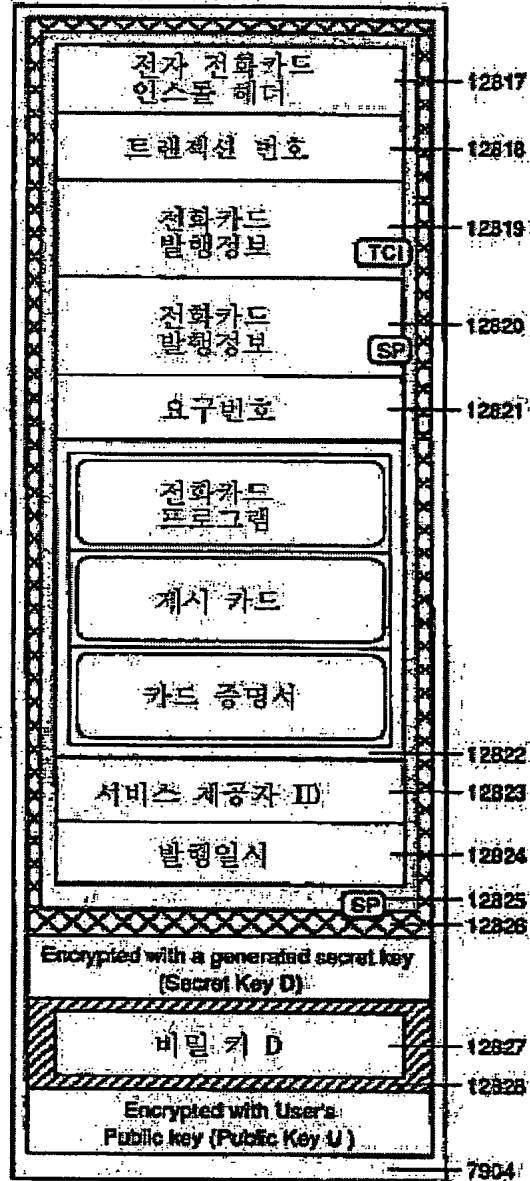 전자 전화카드
인스톨 헤더
12817
트랜잭션 번호
12818
전화카드
발행정보
12819
TCI
전화카드
발행정보
12820
SP
요구번호
12821
전화카드
프로그램
게시 카드
카드 증명서
12822
서비스 제공자 ID
12823
발행일시
12824
SP
12825
12826
Encrypted with a generated secret key
(Secret Key D)
비밀 키 D
12827
12828
Encrypted with User's
Public key (Public Key U )
7904